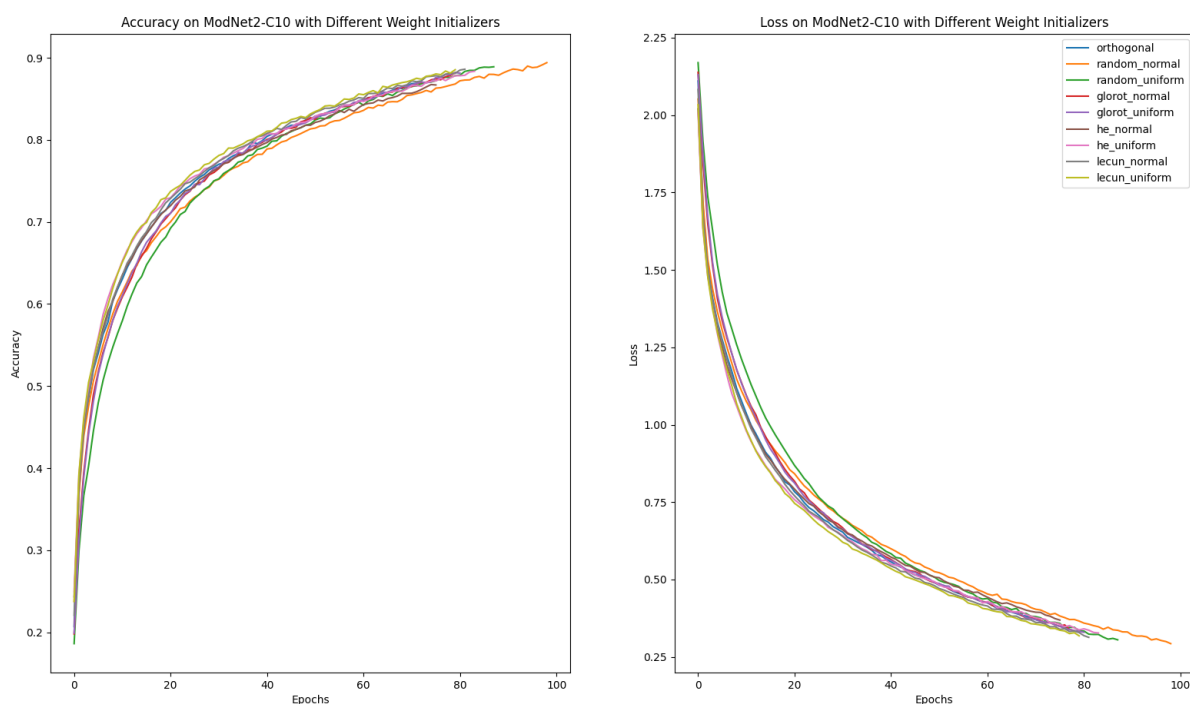 Accuracy on ModNet2-C10 with Different Weight Initializers
0.9
0.8
0.7
0.6
0.5
0.4
0.3
0.2
Accuracy
0
20
40
60
80
100
Epochs
Loss on ModNet2-C10 with Different Weight Initializers
2.25
2.00
1.75
1.50
1.25
1.00
0.75
0.50
0.25
Loss
orthogonal
random_normal
random_uniform
glorot_normal
glorot_uniform
he_normal
he_uniform
lecun_normal
lecun_uniform
0
20
40
60
80
100
Epochs